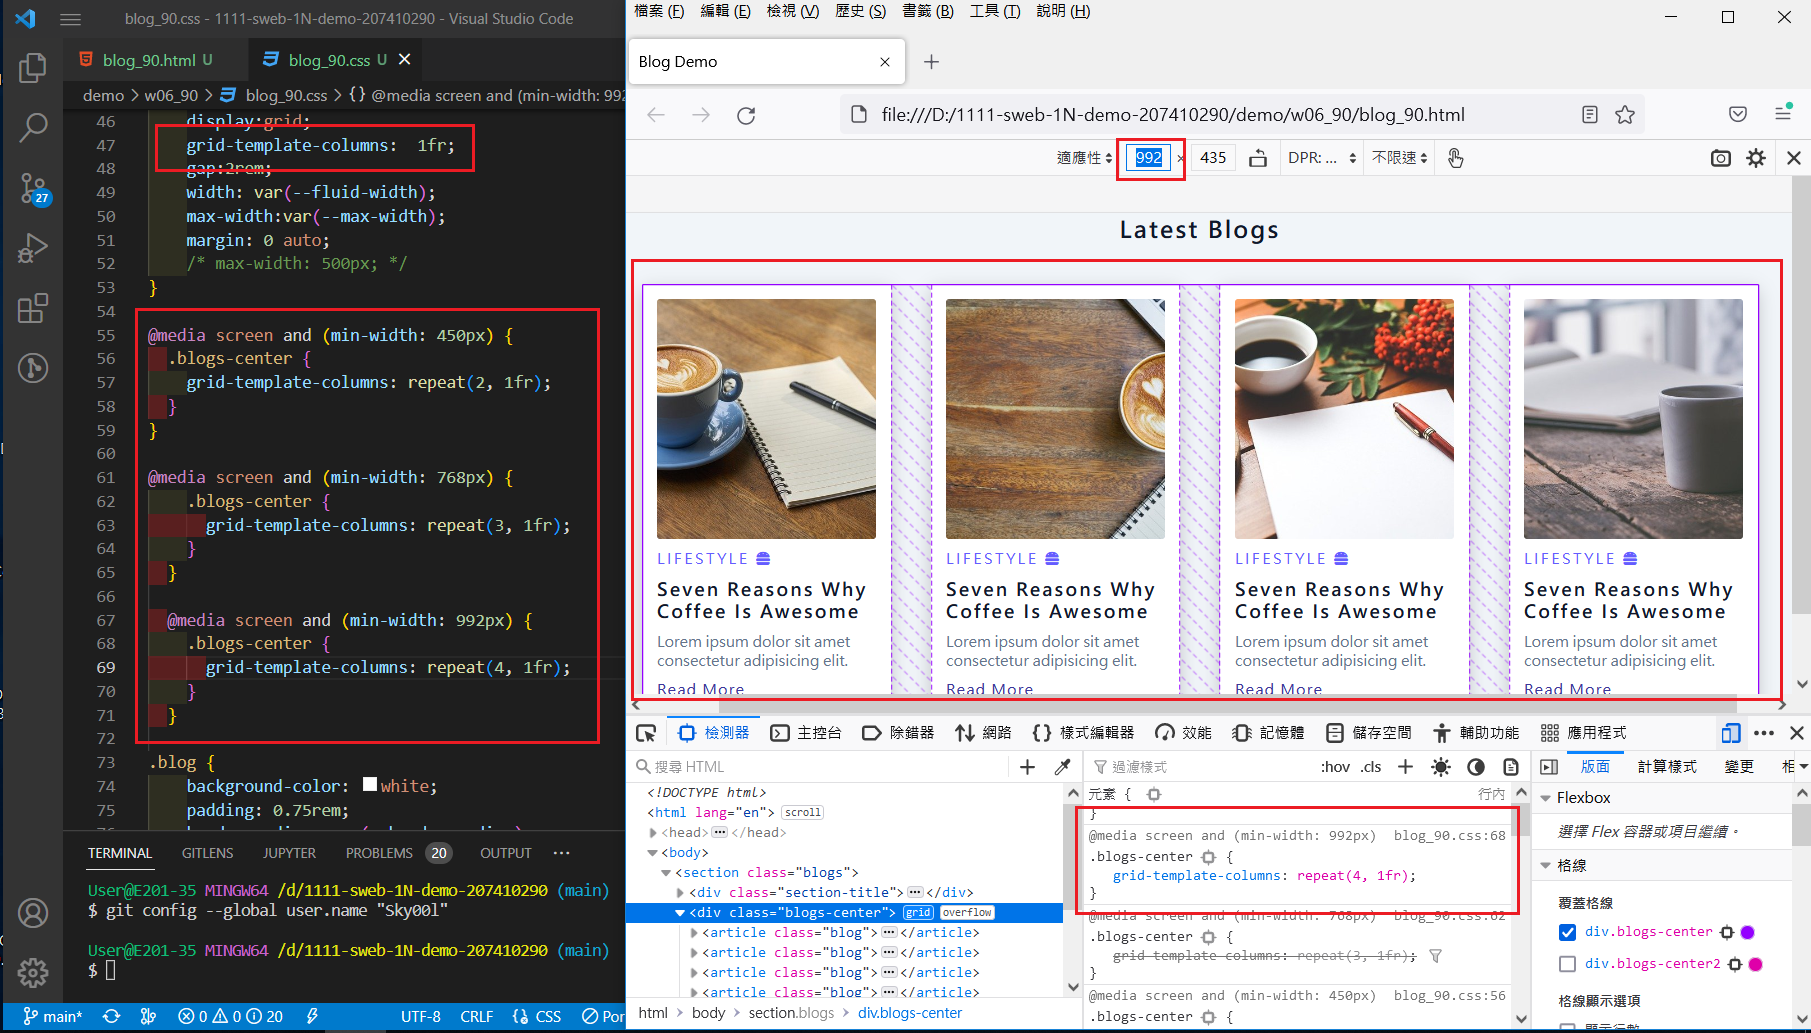 blog_90.css - 1111-sweb-1N-demo-207410290 - Visual Studio Code
blog_90.html U
blog_90.css U
demo > w06_90 > blog_90.css > {} @media screen and (min-width: 992
46 display:grid;
47 grid-template-columns:  1fr;
48 gap:2rem;
49 width: var(--fluid-width);
50 max-width:var(--max-width);
51 margin: 0 auto;
52 /* max-width: 500px; */
53 }
54
55 @media screen and (min-width: 450px) {
56 .blogs-center {
57 grid-template-columns: repeat(2, 1fr);
58 }
59 }
60
61 @media screen and (min-width: 768px) {
62 .blogs-center {
63 grid-template-columns: repeat(3, 1fr);
64 }
65 }
66
67 @media screen and (min-width: 992px) {
68 .blogs-center {
69 grid-template-columns: repeat(4, 1fr);
70 }
71 }
72
73 .blog {
74 background-color: white;
75 padding: 0.75rem;
27
TERMINAL GITLENS JUPYTER PROBLEMS 20 OUTPUT ···
User@E201-35 MINGW64 /d/1111-sweb-1N-demo-207410290 (main)
$ git config --global user.name "Sky00l"
User@E201-35 MINGW64 /d/1111-sweb-1N-demo-207410290 (main)
$
main* 0 0 20 UTF-8 CRLF {} CSS Por
檔案 (F) 編輯 (E) 檢視 (V) 歷史 (S) 書籤 (B) 工具 (T) 說明 (H)
Blog Demo
file:///D:/1111-sweb-1N-demo-207410290/demo/w06_90/blog_90.html
適應性 992 × 435 DPR: ... 不限速
Latest Blogs
LIFESTYLE LIFESTYLE LIFESTYLE LIFESTYLE
Seven Reasons Why Seven Reasons Why Seven Reasons Why Seven Reasons Why
Coffee Is Awesome Coffee Is Awesome Coffee Is Awesome Coffee Is Awesome
Lorem ipsum dolor sit amet Lorem ipsum dolor sit amet Lorem ipsum dolor sit amet Lorem ipsum dolor sit amet
consectetur adipisicing elit. consectetur adipisicing elit. consectetur adipisicing elit. consectetur adipisicing elit.
Read More Read More Read More Read More
檢測器 主控台 除錯器 網路 {} 樣式編輯器 效能 記憶體 儲存空間 輔助功能 應用程式
搜尋 HTML
<!DOCTYPE html>
<html lang="en"> scroll
<head> ··· </head>
<body>
<section class="blogs">
<div class="section-title"> ··· </div>
<div class="blogs-center"> grid overflow
<article class="blog"> ··· </article>
<article class="blog"> ··· </article>
<article class="blog"> ··· </article>
<article class="blog"> ··· </article>
html > body > section.blogs > div.blogs-center
過濾樣式 :hov .cls
元素 { 行內
}
@media screen and (min-width: 992px) blog_90.css:68
.blogs-center {
grid-template-columns: repeat(4, 1fr);
}
@media screen and (min-width: 768px) blog_90.css:62
.blogs-center {
grid-template-columns: repeat(3, 1fr);
}
@media screen and (min-width: 450px) blog_90.css:56
.blogs-center {
版面 計算樣式 變更
Flexbox
選擇 Flex 容器或項目繼續。
格線
覆蓋格線
div.blogs-center
div.blogs-center2
格線顯示選項